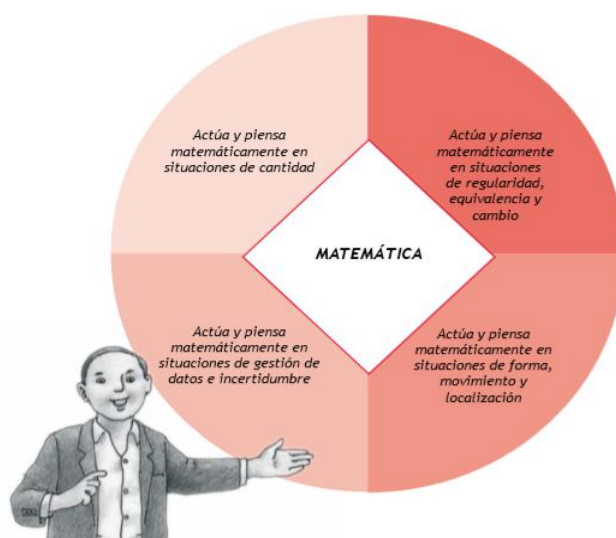 Actúa y piensa
matemáticamente en
situaciones de cantidad
Actúa y piensa
matemáticamente
en situaciones
de regularidad,
equivalencia y
cambio
MATEMÁTICA
Actúa y piensa
matemáticamente en
situaciones de gestión de
datos e incertidumbre
Actúa y piensa
matemáticamente en
situaciones de forma,
movimiento y
localización